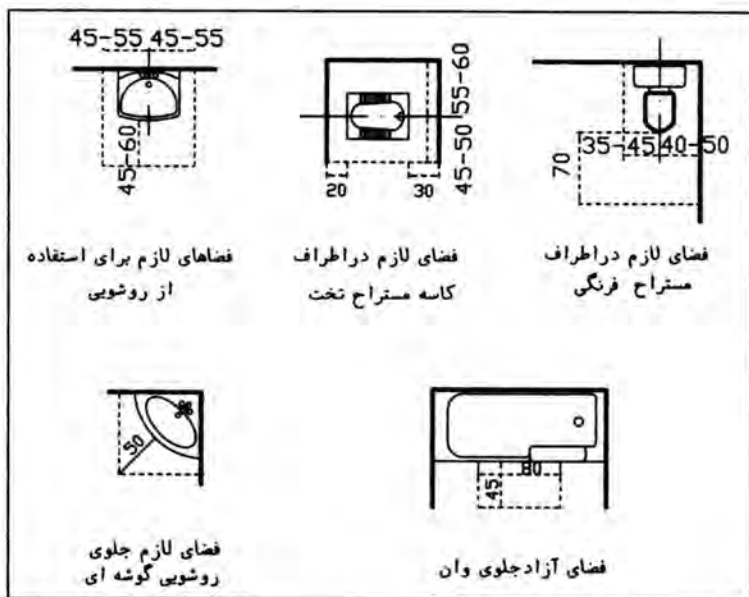 45-55 45-55
45-60
فضاهای لازم برای استفاده
از روشویی
55-60
45-50
20
30
فضای لازم دراطراف
کاسه مستراح تخت
35-45
40-50
70
فضای لازم دراطراف
مستراح فرنگی
50
فضای لازم جلوی
روشویی گوشه ای
80
45
فضای آزادجلوی وان